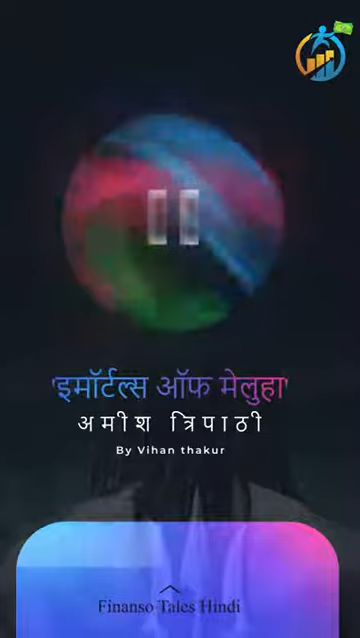 'इमॉर्टल्स ऑफ मेलुहा'
अमीश त्रिपाठी
By Vihan thakur
Finanso Tales Hindi